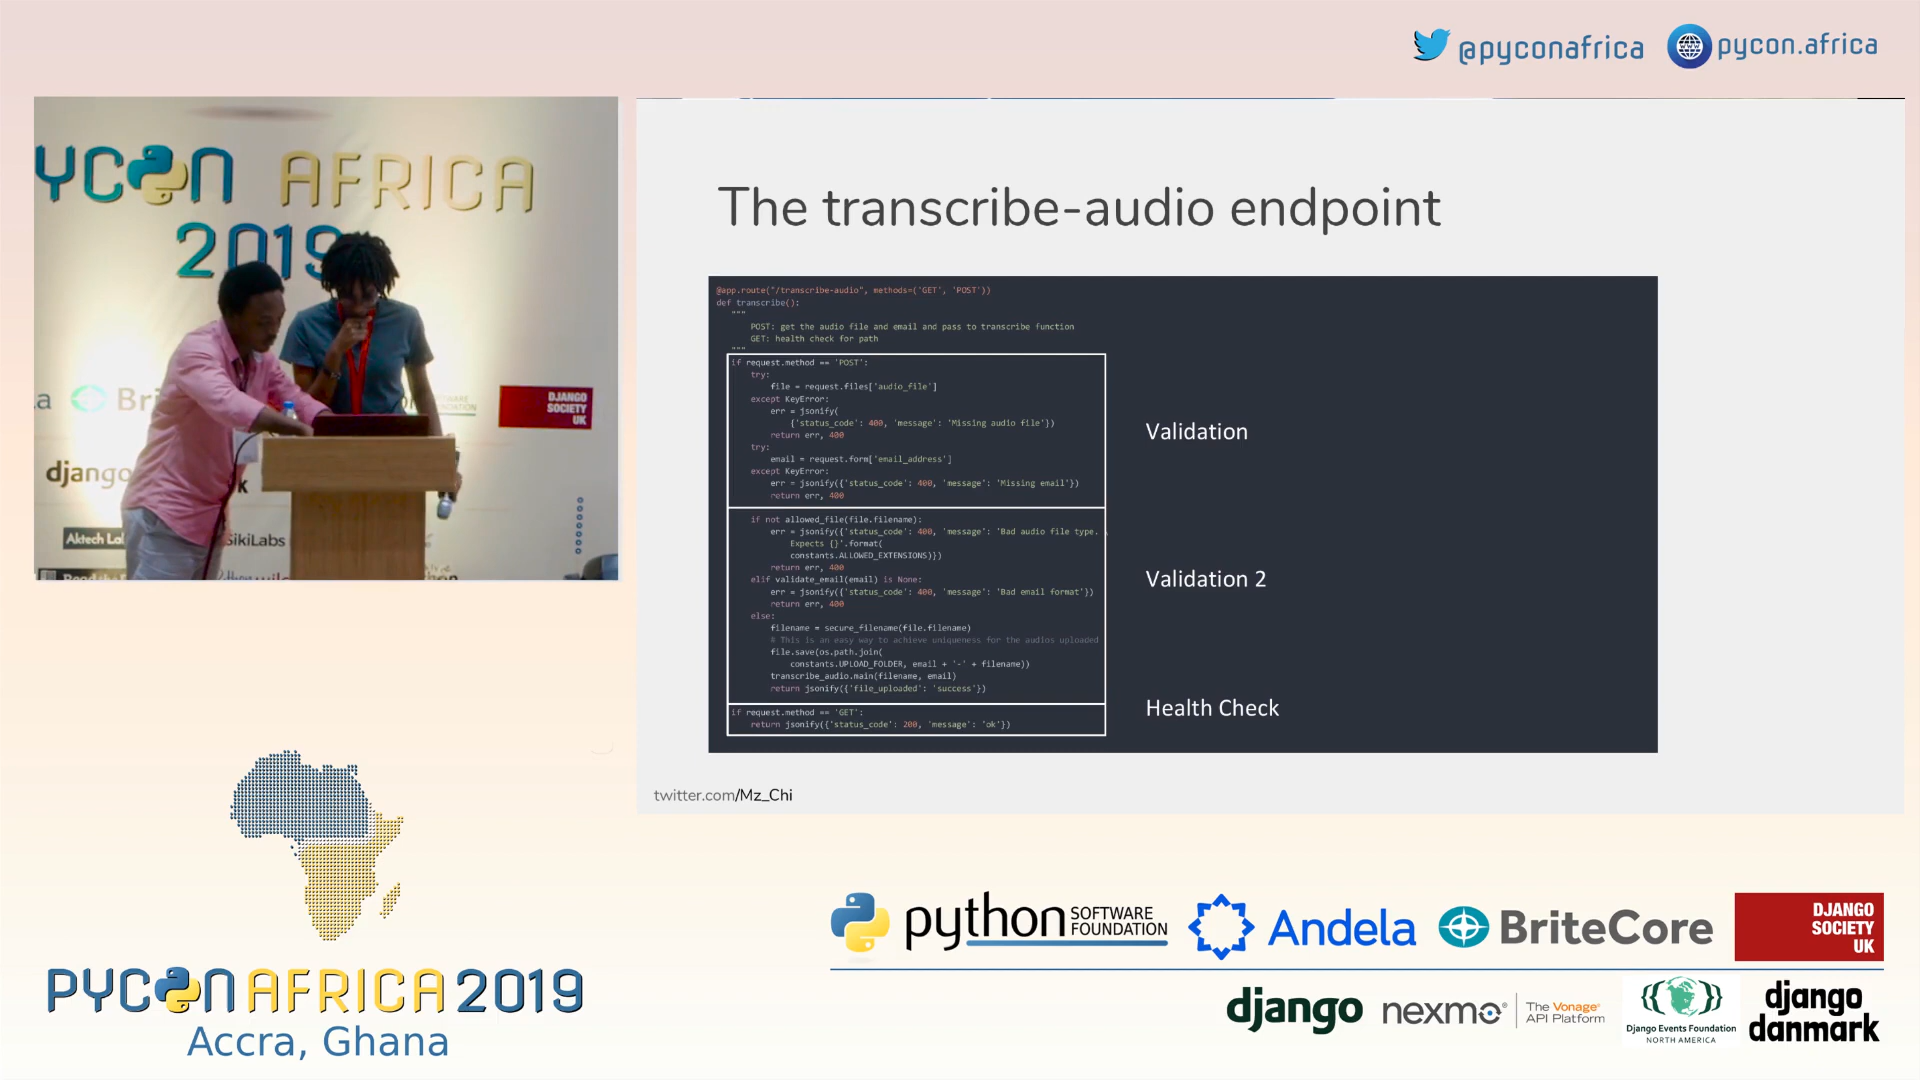 @pyconafrica
pycon.africa
YCON AFRICA
2019
DJANGO
SOCIETY
UK
django
Aktech
SikiLabs
The transcribe-audio endpoint
@app.route("/transcribe-audio", methods=('GET', 'POST'))
def transcribe():
"""
POST: get the audio file and email and pass to transcribe function
GET: health check for path
"""
if request.method == 'POST':
try:
file = request.files['audio_file']
except KeyError:
err = jsonify(
{'status_code': 400, 'message': 'Missing audio file'})
return err, 400
try:
email = request.form['email_address']
except KeyError:
err = jsonify({'status_code': 400, 'message': 'Missing email'})
return err, 400
if not allowed_file(file.filename):
err = jsonify({'status_code': 400, 'message': 'Bad audio file type.
Expects {}'.format(
constants.ALLOWED_EXTENSIONS)})
return err, 400
elif validate_email(email) is None:
err = jsonify({'status_code': 400, 'message': 'Bad email format'})
return err, 400
else:
filename = secure_filename(file.filename)
# This is an easy way to achieve uniqueness for the audios uploaded
file.save(os.path.join(
constants.UPLOAD_FOLDER, email + '-' + filename))
transcribe_audio.main(filename, email)
return jsonify({'file_uploaded': 'success'})
if request.method == 'GET':
return jsonify({'status_code': 200, 'message': 'ok'})
Validation
Validation 2
Health Check
twitter.com/Mz_Chi
PYCON AFRICA 2019
Accra, Ghana
python SOFTWARE FOUNDATION
Andela
BriteCore
DJANGO
SOCIETY
UK
django
nexmo
The Vonage
API Platform
Django Events Foundation
NORTH AMERICA
django
danmark